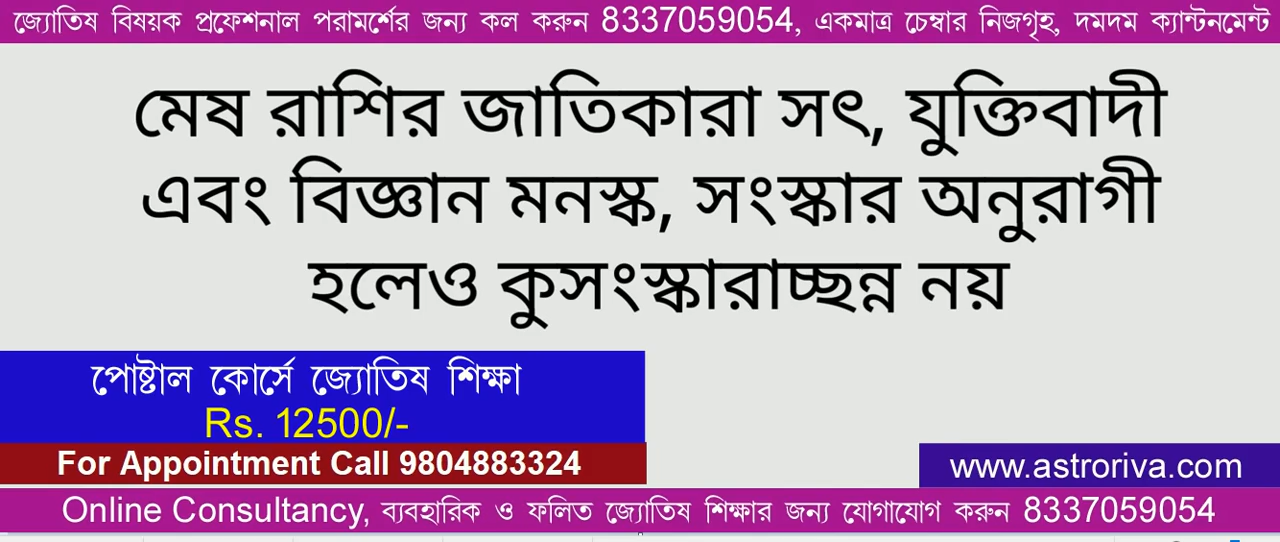 জ্যোতিষ বিষয়ক প্রফেশনাল পরামর্শের জন্য কল করুন 8337059054, একমাত্র চেম্বার নিজগৃহ, দমদম ক্যান্টনমেন্ট
মেষ রাশির জাতিকারা সৎ, যুক্তিবাদী
এবং বিজ্ঞান মনস্ক, সংস্কার অনুরাগী
হলেও কুসংস্কারাচ্ছন্ন নয়
পোষ্টাল কোর্সে জ্যোতিষ শিক্ষা
Rs. 12500/-
For Appointment Call 9804883324
www.astroriva.com
Online Consultancy, ব্যবহারিক ও ফলিত জ্যোতিষ শিক্ষার জন্য যোগাযোগ করুন 8337059054